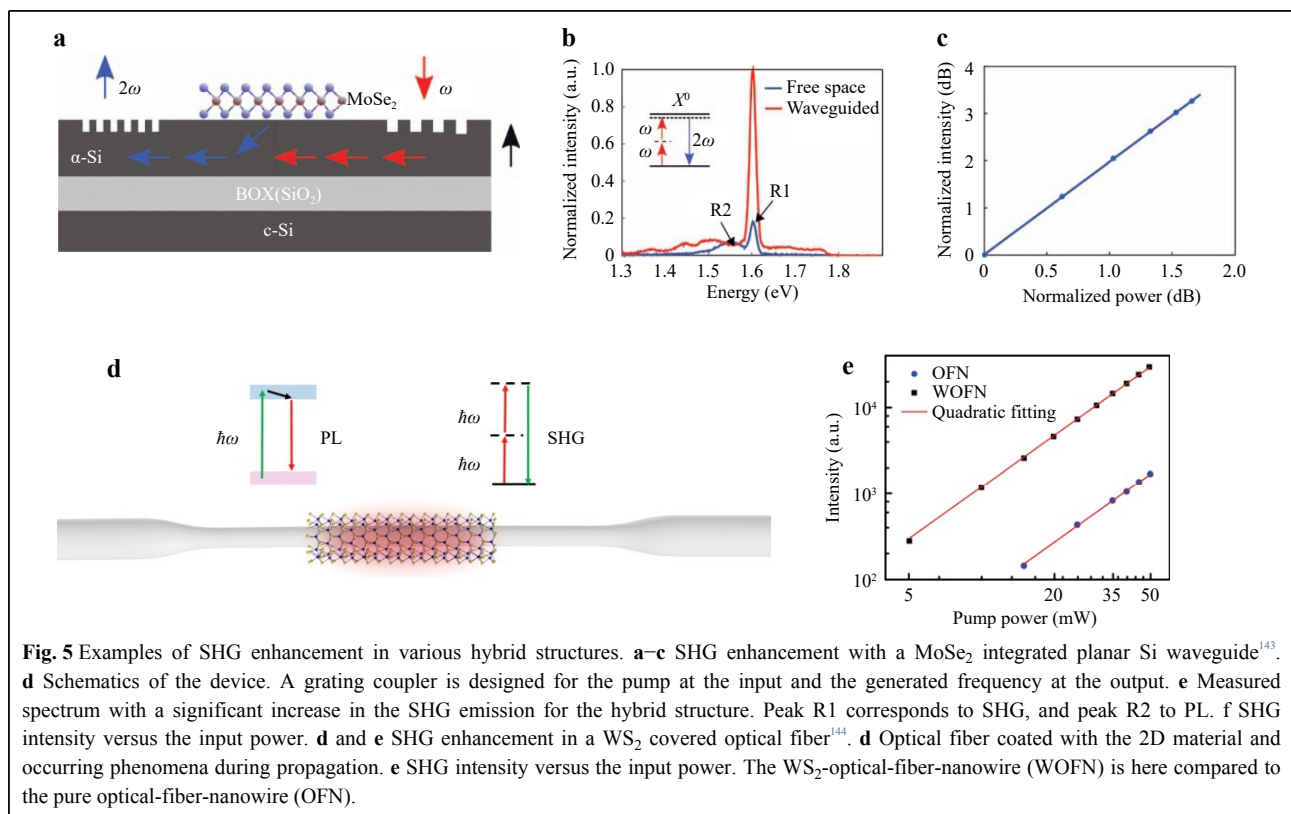 a
2ω
MoSe₂
ω
α-Si
BOX(SiO₂)
c-Si
b
Normalized intensity (a.u.)
1.0
0.8
0.6
0.4
0.2
0
X⁰
ω
ω
2ω
Free space
Waveguided
R2
R1
1.3 1.4 1.5 1.6 1.7 1.8
Energy (eV)
c
Normalized intensity (dB)
4
3
2
1
0
0 0.5 1.0 1.5 2.0
Normalized power (dB)
d
ħω
PL
ħω
ħω
SHG
e
OFN
WOFN
Quadratic fitting
Intensity (a.u.)
10⁴
10³
10²
5 20 35 50
Pump power (mW)
Fig. 5 Examples of SHG enhancement in various hybrid structures. a−c SHG enhancement with a MoSe₂ integrated planar Si waveguide¹⁴³.
d Schematics of the device. A grating coupler is designed for the pump at the input and the generated frequency at the output. e Measured
spectrum with a significant increase in the SHG emission for the hybrid structure. Peak R1 corresponds to SHG, and peak R2 to PL. f SHG
intensity versus the input power. d and e SHG enhancement in a WS₂ covered optical fiber¹⁴⁴. d Optical fiber coated with the 2D material and
occurring phenomena during propagation. e SHG intensity versus the input power. The WS₂-optical-fiber-nanowire (WOFN) is here compared to
the pure optical-fiber-nanowire (OFN).